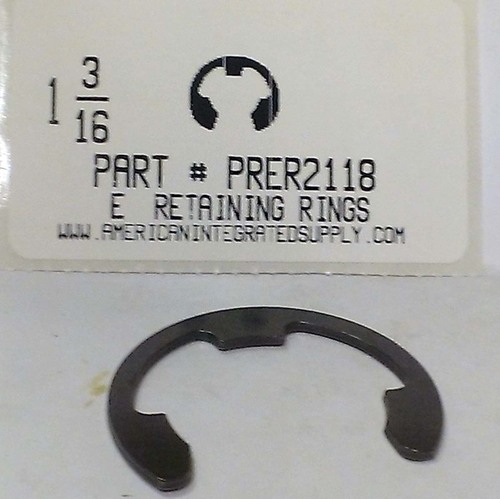 1 3/16
PART # PRER2118
E RETAINING RINGS
WWW.AMERICANINTEGRATEDSUPPLY.COM